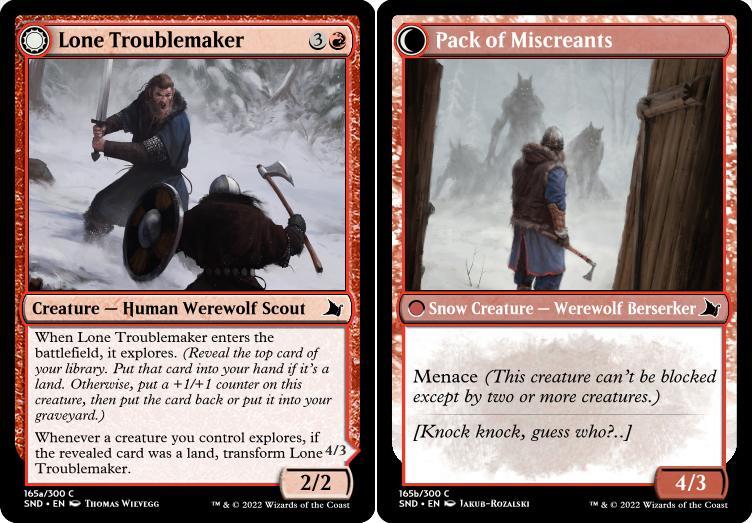 Lone Troublemaker 3
Creature — Human Werewolf Scout
When Lone Troublemaker enters the
battlefield, it explores. (Reveal the top card of
your library. Put that card into your hand if it's a
land. Otherwise, put a +1/+1 counter on this
creature, then put the card back or put it into your
graveyard.)
Whenever a creature you control explores, if
the revealed card was a land, transform Lone
Troublemaker.
4/3
2/2
165a/300 C
SND • EN Thomas Wievegg
™ & © 2022 Wizards of the Coast
Pack of Miscreants
Snow Creature — Werewolf Berserker
Menace (This creature can't be blocked
except by two or more creatures.)
[Knock knock, guess who?..]
4/3
165b/300 C
SND • EN Jakub-Rozalski
™ & © 2022 Wizards of the Coast